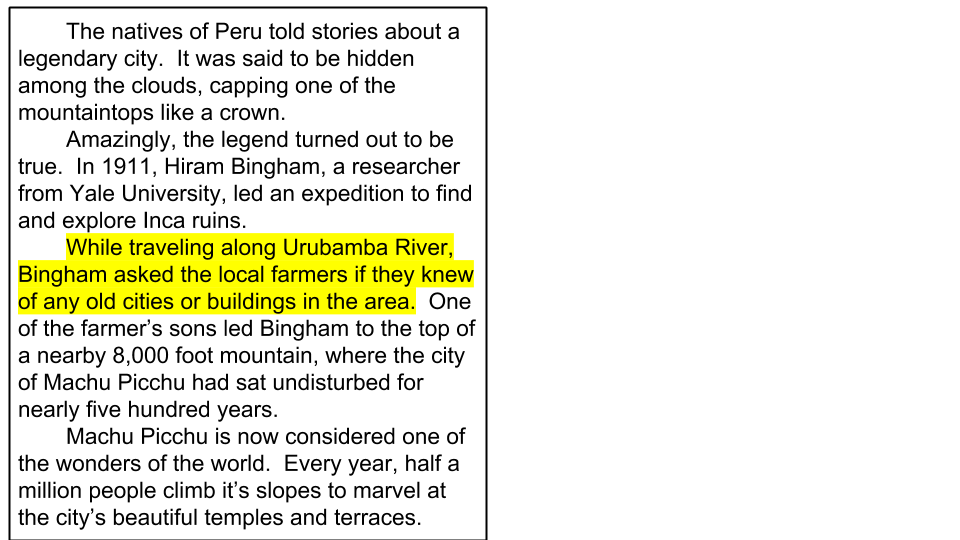 The natives of Peru told stories about a
legendary city.  It was said to be hidden
among the clouds, capping one of the
mountaintops like a crown.
Amazingly, the legend turned out to be
true.  In 1911, Hiram Bingham, a researcher
from Yale University, led an expedition to find
and explore Inca ruins.
While traveling along Urubamba River,
Bingham asked the local farmers if they knew
of any old cities or buildings in the area.  One
of the farmer’s sons led Bingham to the top of
a nearby 8,000 foot mountain, where the city
of Machu Picchu had sat undisturbed for
nearly five hundred years.
Machu Picchu is now considered one of
the wonders of the world.  Every year, half a
million people climb it’s slopes to marvel at
the city’s beautiful temples and terraces.